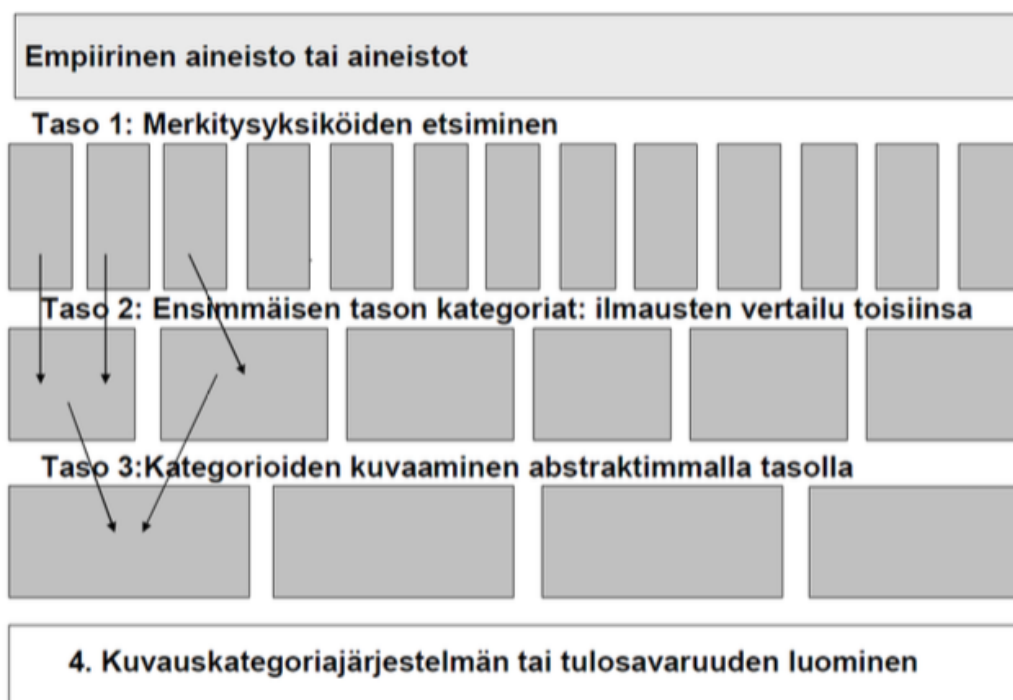 Empiirinen aineisto tai aineistot
Taso 1: Merkitysyksiköiden etsiminen
Taso 2: Ensimmäisen tason kategoriat: ilmausten vertailu toisiinsa
Taso 3:Kategorioiden kuvaaminen abstraktimmalla tasolla
4. Kuvauskategoriajärjestelmän tai tulosavaruuden luominen